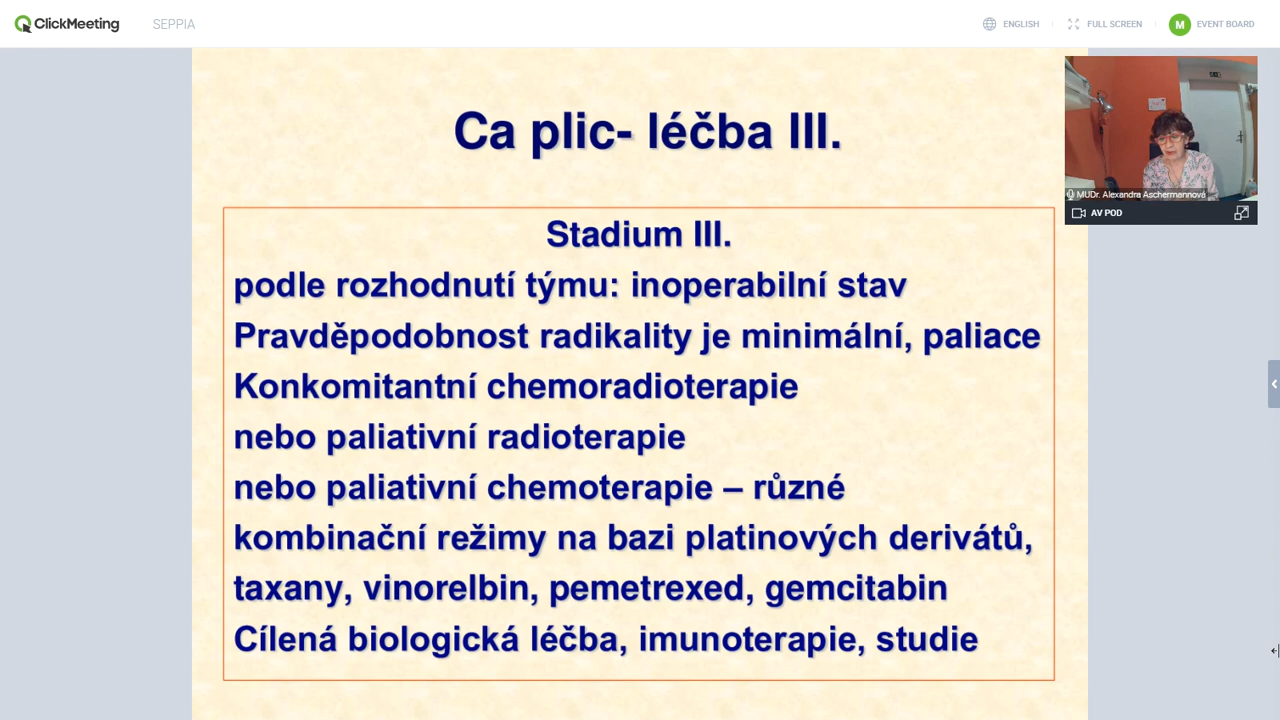 ClickMeeting
SEPPIA
ENGLISH
FULL SCREEN
M
EVENT BOARD
Ca plic- léčba III.
MUDr. Alexandra Aschermannová
AV POD
Stadium III.
podle rozhodnutí týmu: inoperabilní stav
Pravděpodobnost radikality je minimální, paliace
Konkomitantní chemoradioterapie
nebo paliativní radioterapie
nebo paliativní chemoterapie – různé
kombinační režimy na bazi platinových derivátů,
taxany, vinorelbin, pemetrexed, gemcitabin
Cílená biologická léčba, imunoterapie, studie